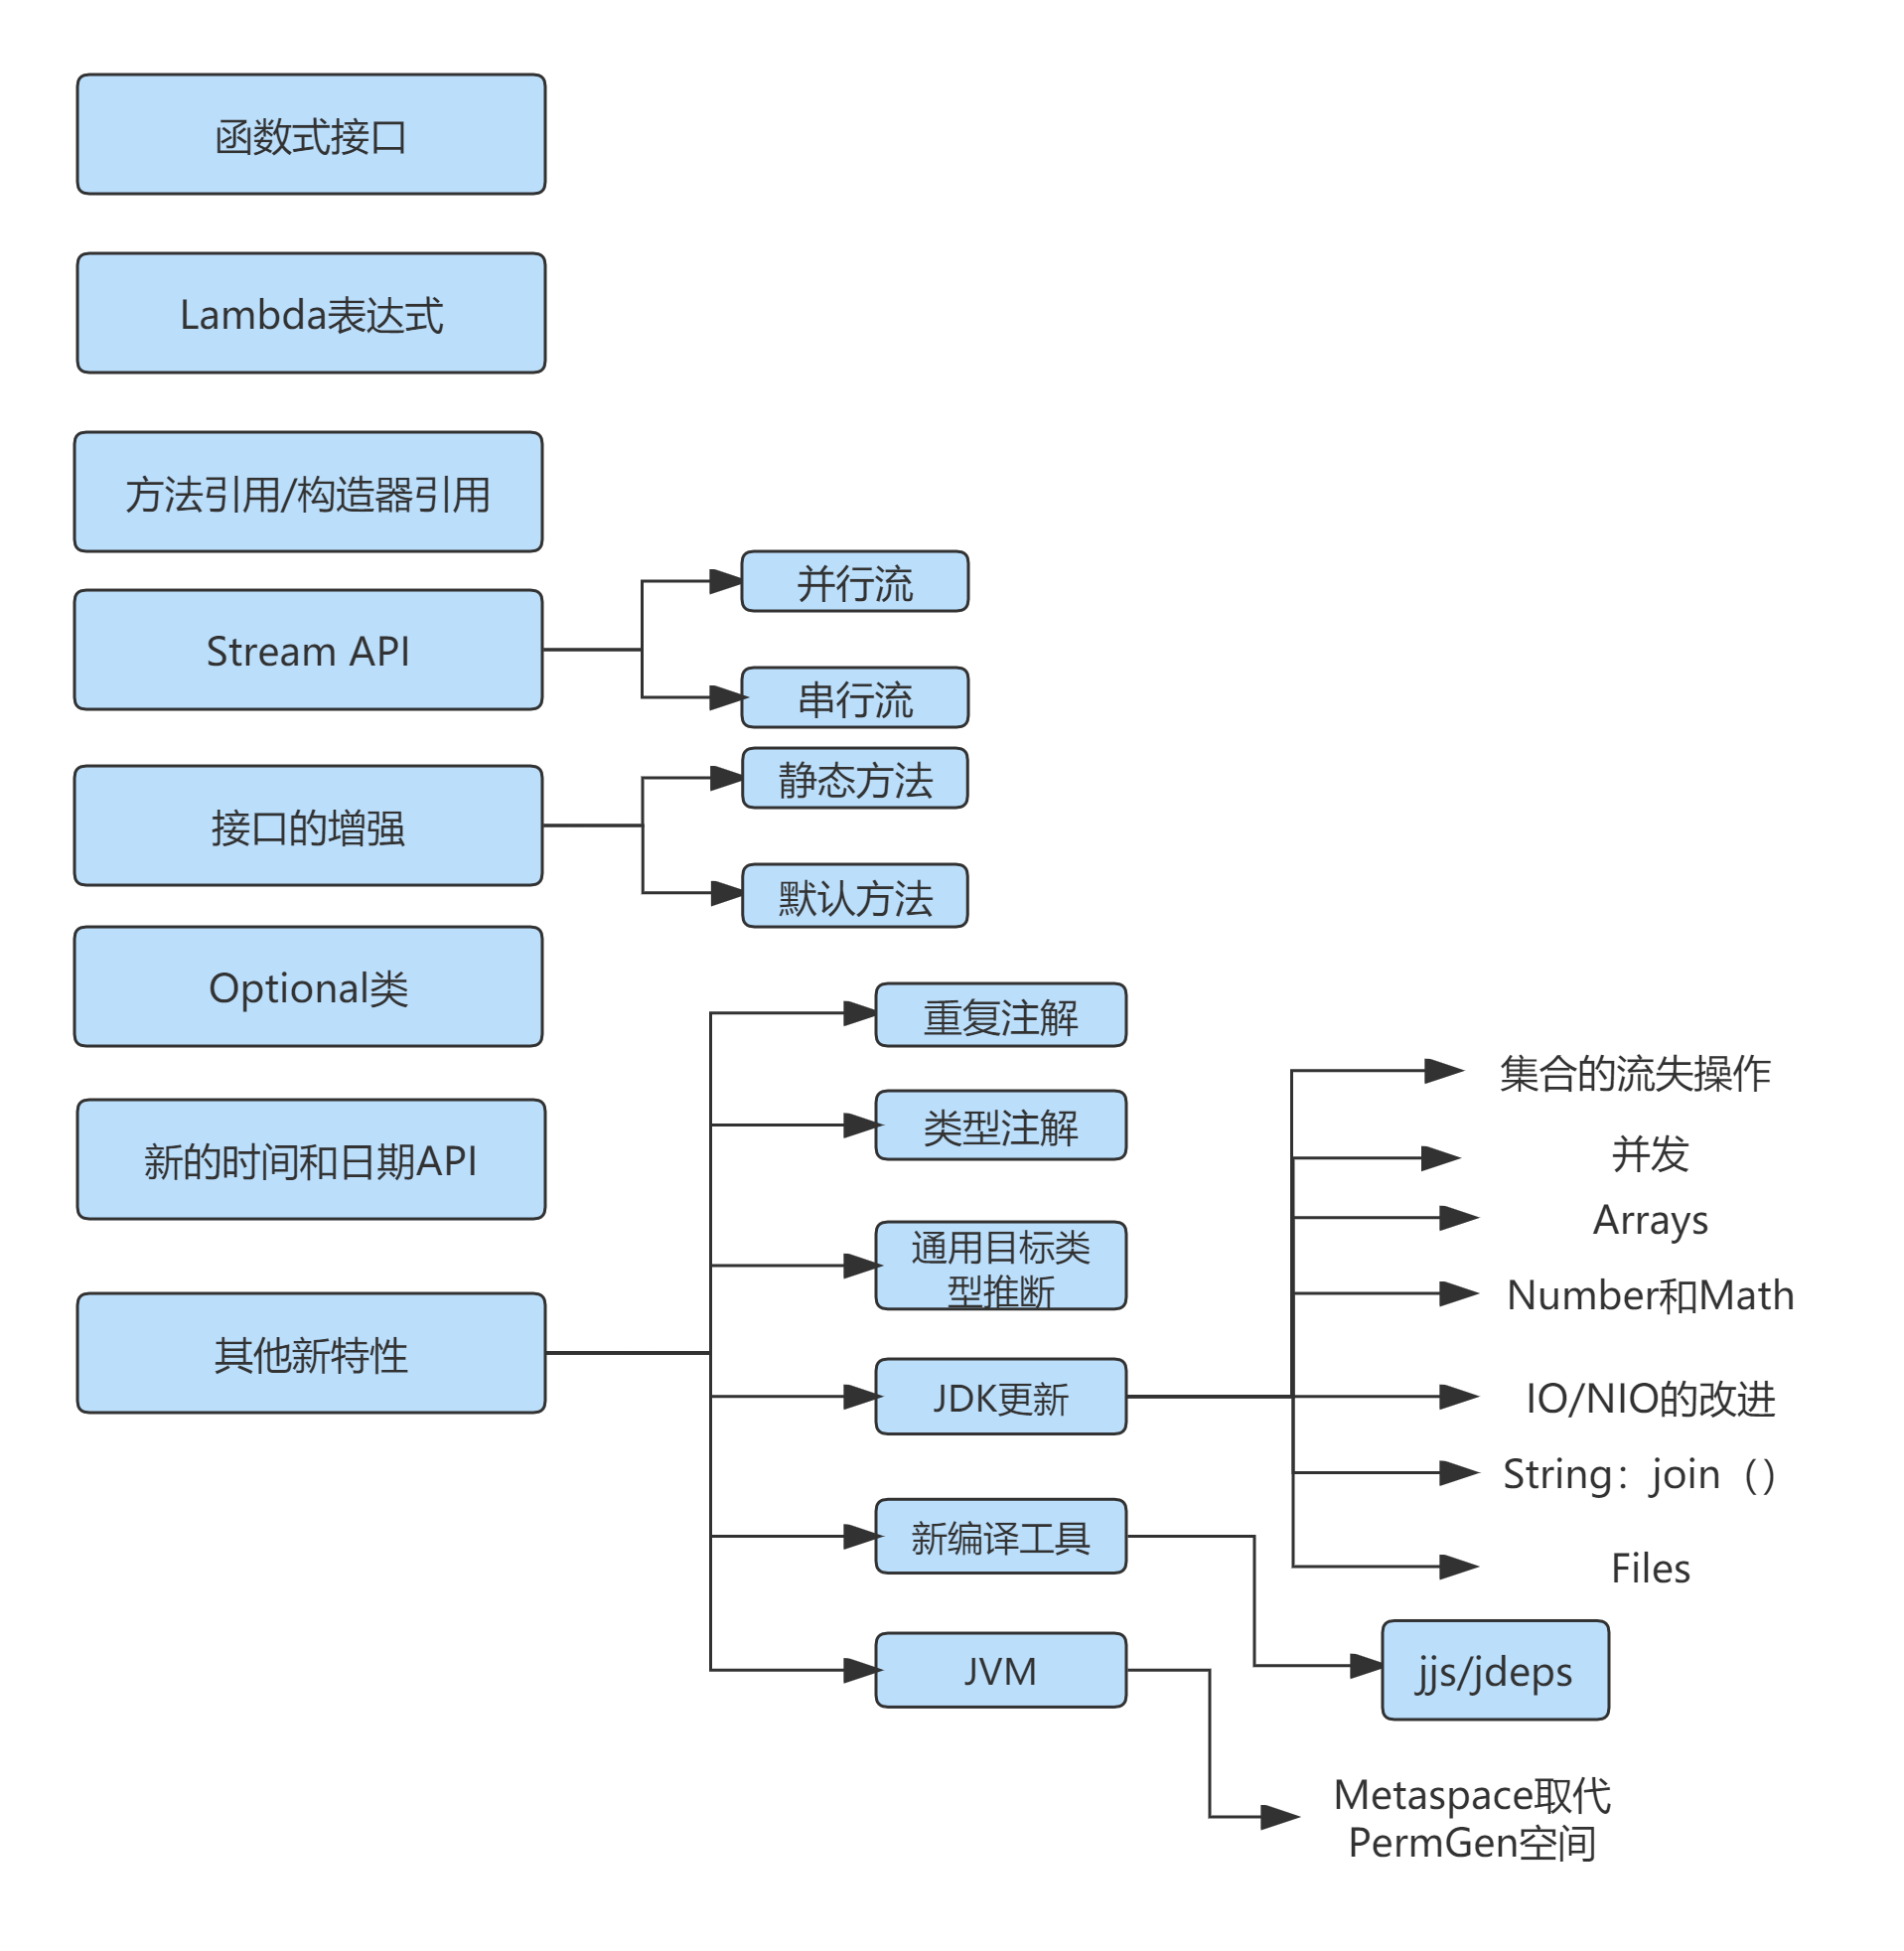 函数式接口
Lambda表达式
方法引用/构造器引用
Stream API
并行流
串行流
接口的增强
静态方法
默认方法
Optional类
新的时间和日期API
其他新特性
重复注解
类型注解
通用目标类
型推断
JDK更新
新编译工具
JVM
集合的流失操作
并发
Arrays
Number和Math
IO/NIO的改进
String：join（）
Files
jjs/jdeps
Metaspace取代
PermGen空间